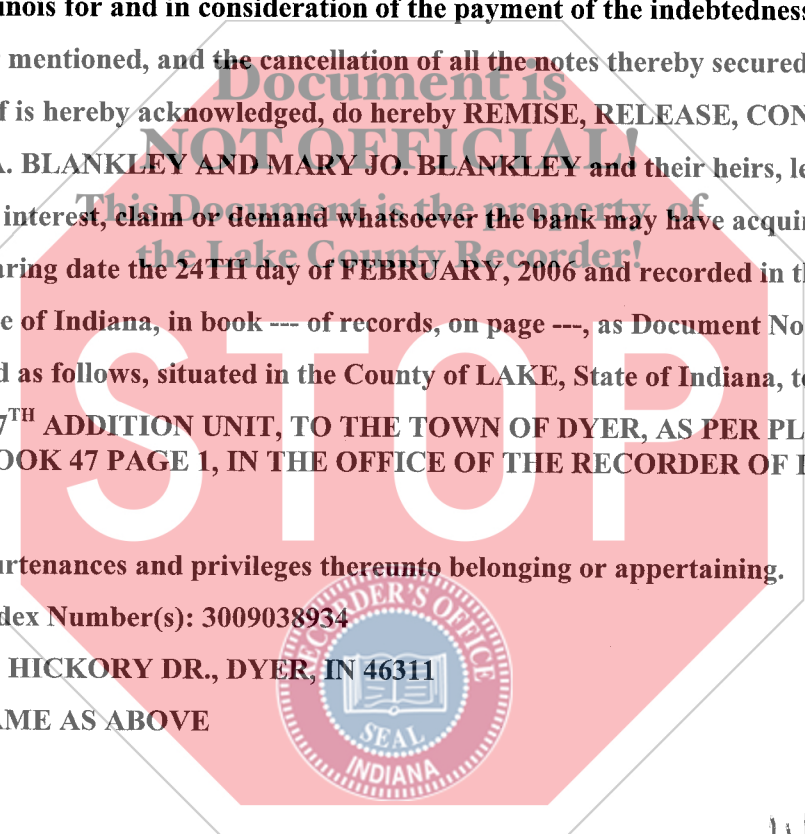 inois for and in consideration of the payment of the indebtedness
mentioned, and the cancellation of all the notes thereby secured
Document is
f is hereby acknowledged, do hereby REMISE, RELEASE, CON
NOT OFFICIAL!
A. BLANKLEY AND MARY JO. BLANKLEY and their heirs, le
This Document is the property of
interest, claim or demand whatsoever the bank may have acqui
the Lake County Recorder!
aring date the 24TH day of FEBRUARY, 2006 and recorded in th
e of Indiana, in book --- of records, on page ---, as Document No
STOP
d as follows, situated in the County of LAKE, State of Indiana, to
7TH ADDITION UNIT, TO THE TOWN OF DYER, AS PER PL
OOK 47 PAGE 1, IN THE OFFICE OF THE RECORDER OF
urtenances and privileges thereunto belonging or appertaining.
dex Number(s): 3009038934
HICKORY DR., DYER, IN 46311
AME AS ABOVE
RECORDER'S OFFICE
SEAL
INDIANA